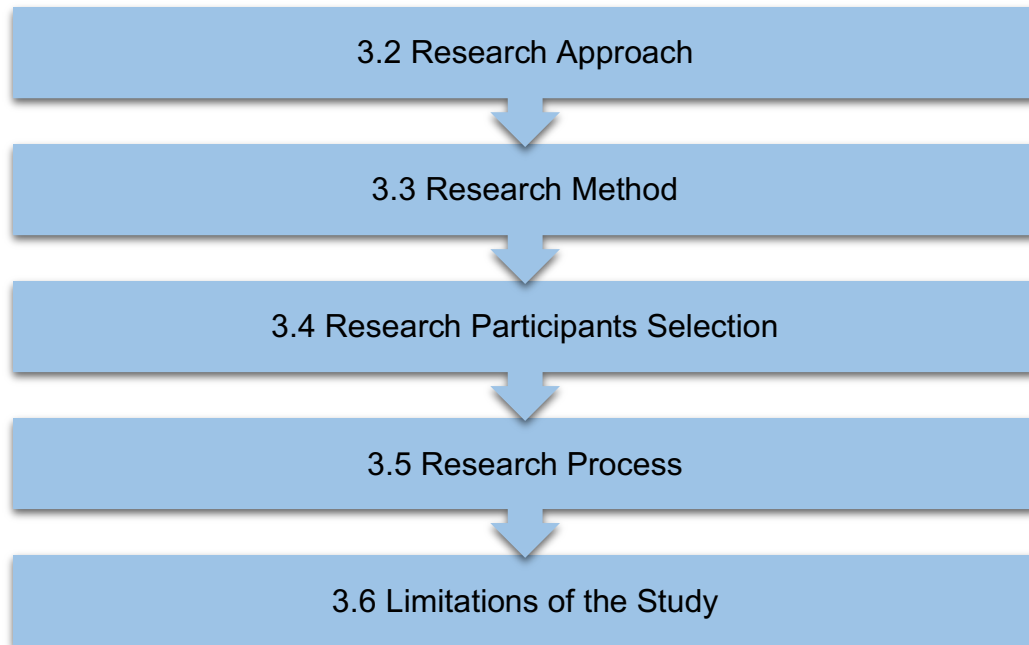 3.2 Research Approach
3.3 Research Method
3.4 Research Participants Selection
3.5 Research Process
3.6 Limitations of the Study